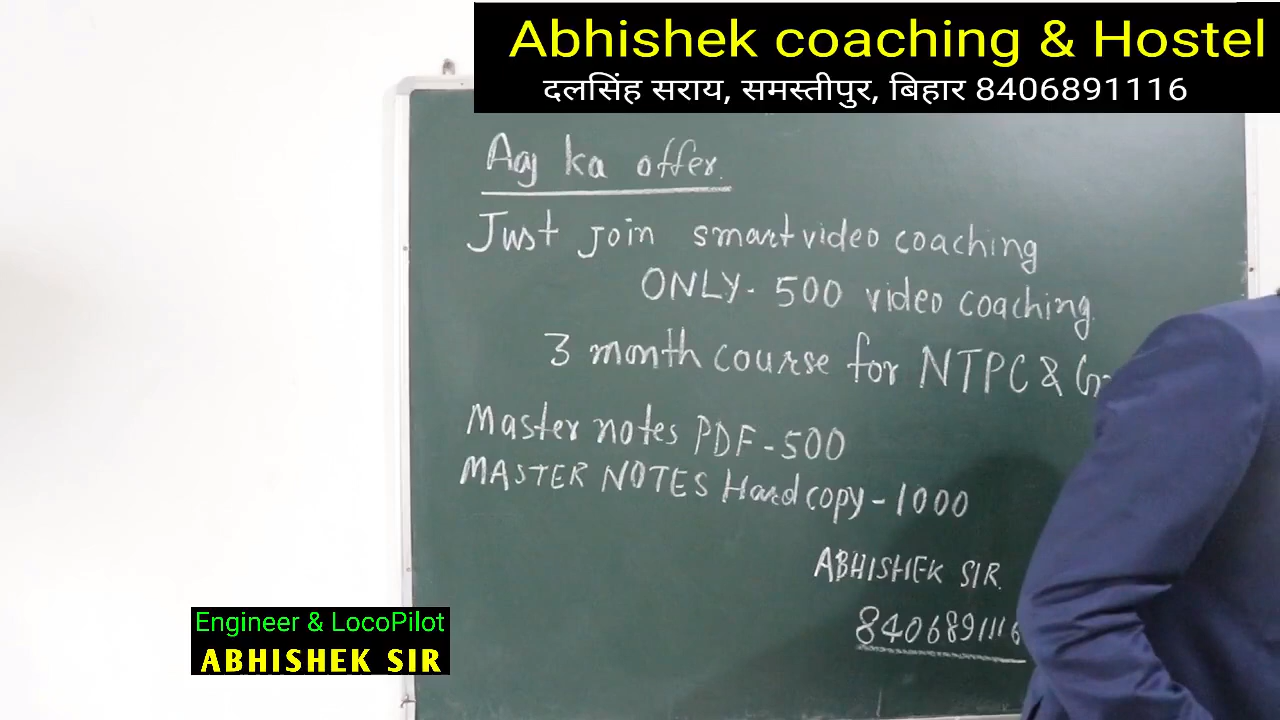 Abhishek coaching & Hostel
दलसिंह सराय, समस्तीपुर, बिहार 8406891116
Aaj ka offer.
Just join smart video coaching
ONLY - 500 video coaching.
3 month course for NTPC &
Master notes PDF - 500
MASTER NOTES Hard copy - 1000
ABHISHEK SIR.
8406891116
Engineer & LocoPilot
ABHISHEK SIR